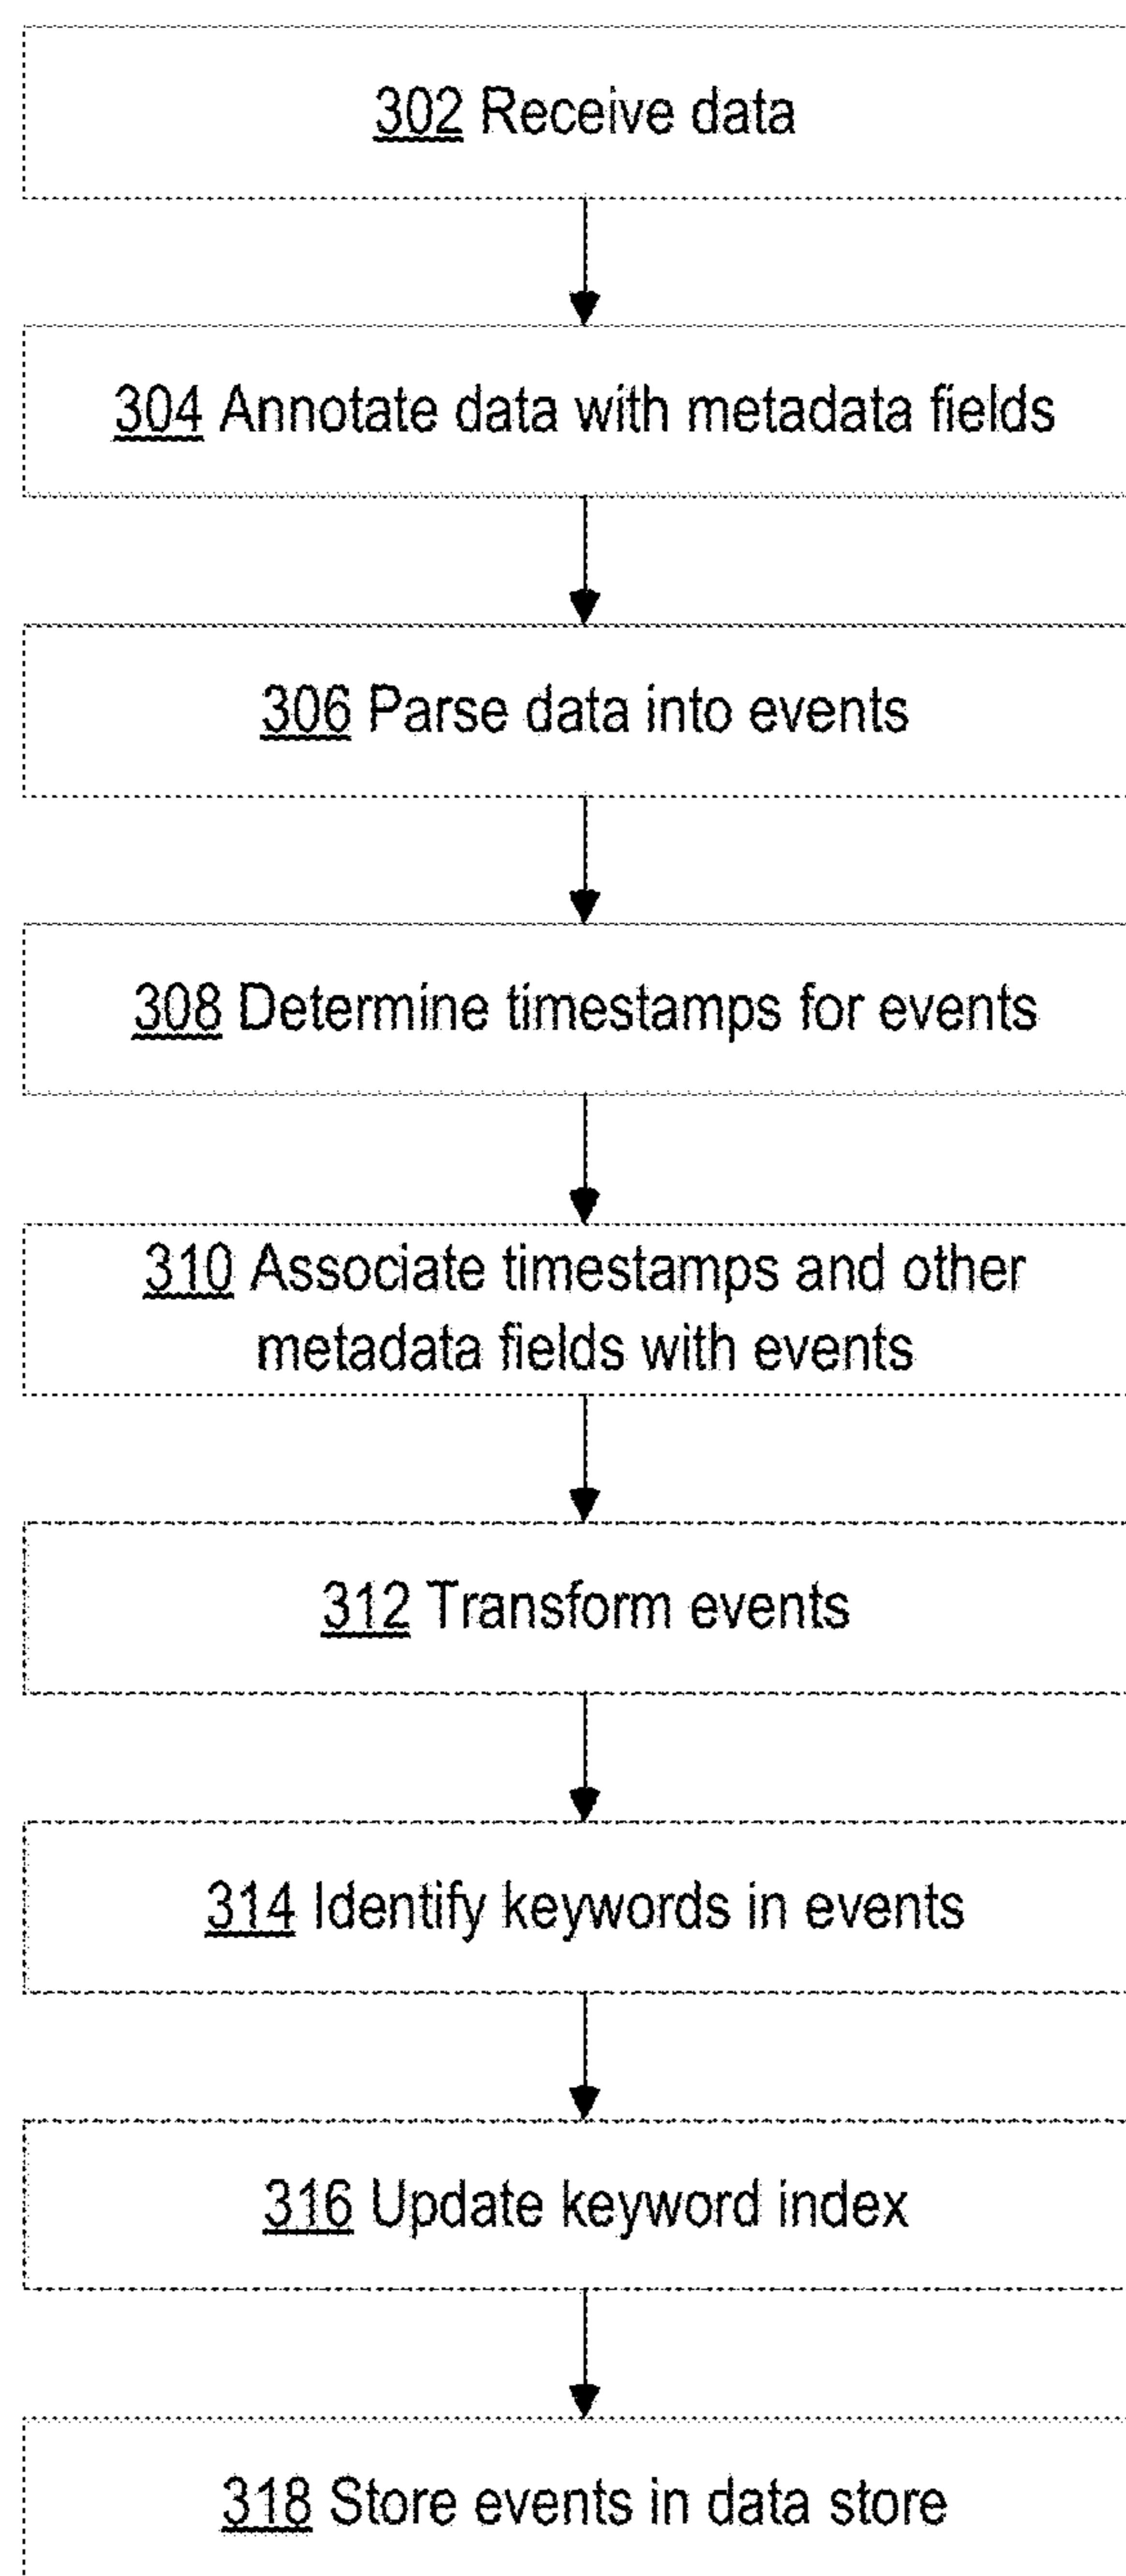 302 Receive data
304 Annotate data with metadata fields
306 Parse data into events
308 Determine timestamps for events
310 Associate timestamps and other
metadata fields with events
312 Transform events
314 Identify keywords in events
316 Update keyword index
318 Store events in data store